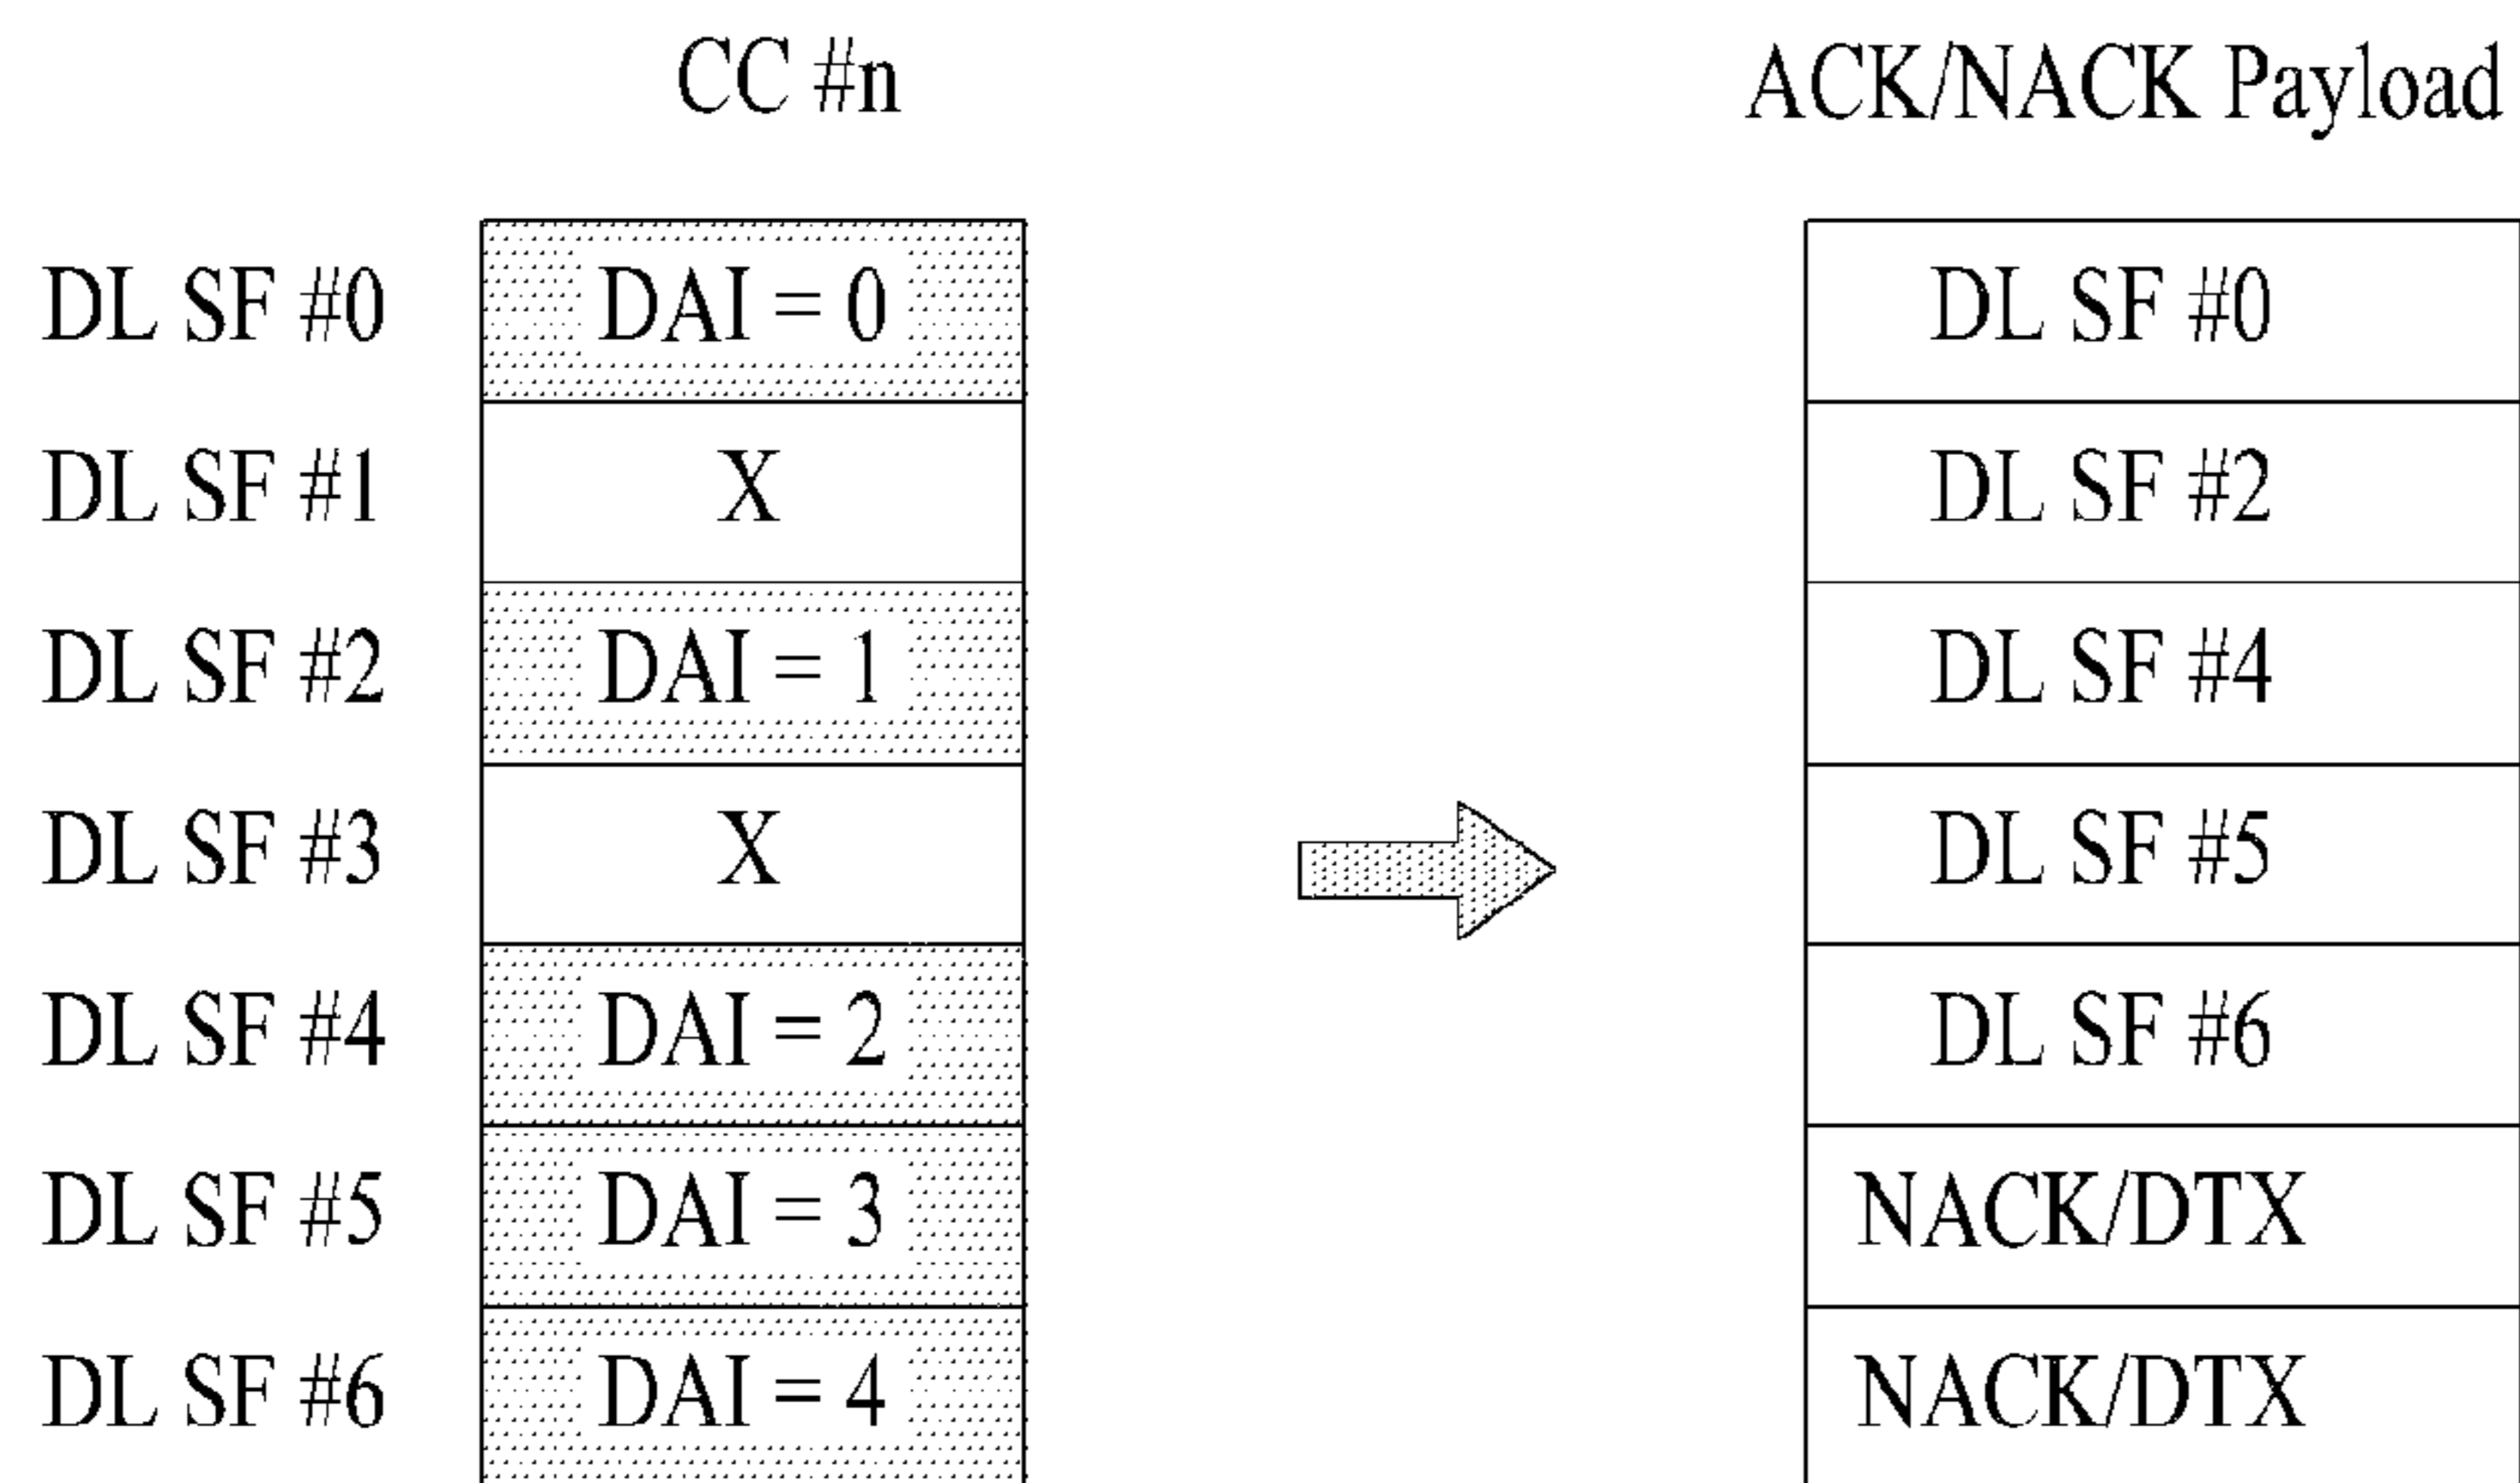 CC #n ACK/NACK Payload
DL SF #0 DAI = 0 DL SF #0
DL SF #1 X DL SF #2
DL SF #2 DAI = 1 DL SF #4
DL SF #3 X DL SF #5
DL SF #4 DAI = 2 DL SF #6
DL SF #5 DAI = 3 NACK/DTX
DL SF #6 DAI = 4 NACK/DTX